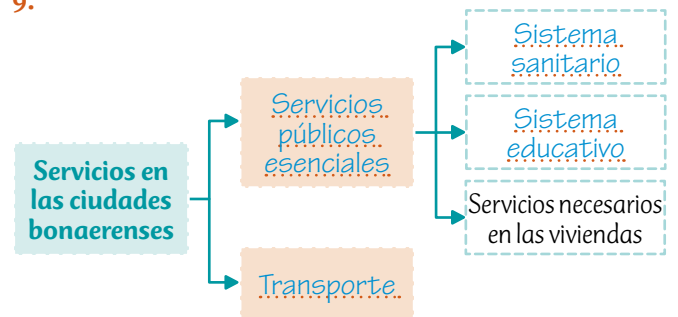 9.
Sistema
sanitario
Servicios
públicos
esenciales
Sistema
educativo
Servicios en
las ciudades
bonaerenses
Servicios necesarios
en las viviendas
Transporte